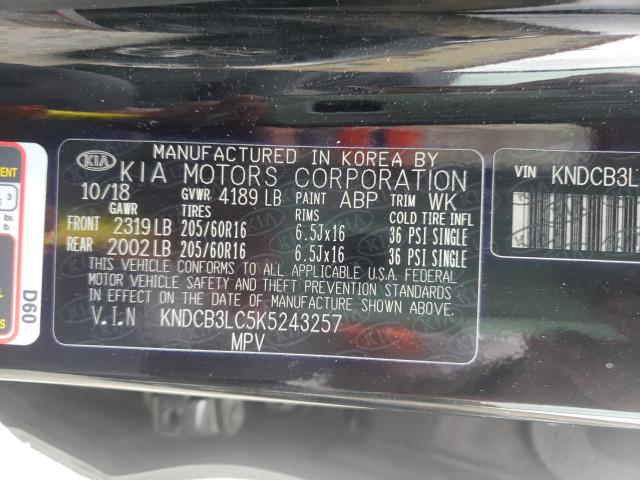 MANUFACTURED IN KOREA BY
KIA KIA MOTORS CORPORATION
10/18 GVWR 4189 LB PAINT ABP TRIM WK
GAWR TIRES RIMS COLD TIRE INFL
FRONT 2319 LB 205/60R16 6.5Jx16 36 PSI SINGLE
REAR 2002 LB 205/60R16 6.5Jx16 36 PSI SINGLE
THIS VEHICLE CONFORMS TO ALL APPLICABLE U.S.A. FEDERAL
MOTOR VEHICLE SAFETY AND THEFT PREVENTION STANDARDS
IN EFFECT ON THE DATE OF MANUFACTURE SHOWN ABOVE.
V.I.N KNDCB3LC5K5243257
MPV
VIN KNDCB3L
D60
3
lbs.